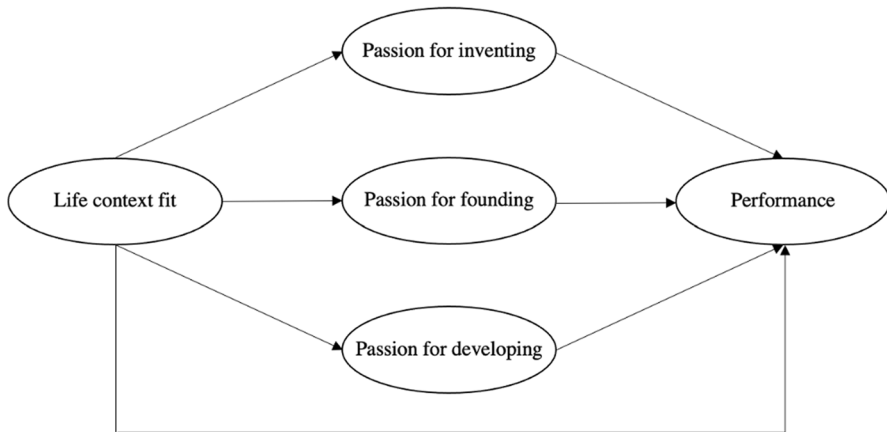 Passion for inventing
Life context fit
Passion for founding
Performance
Passion for developing